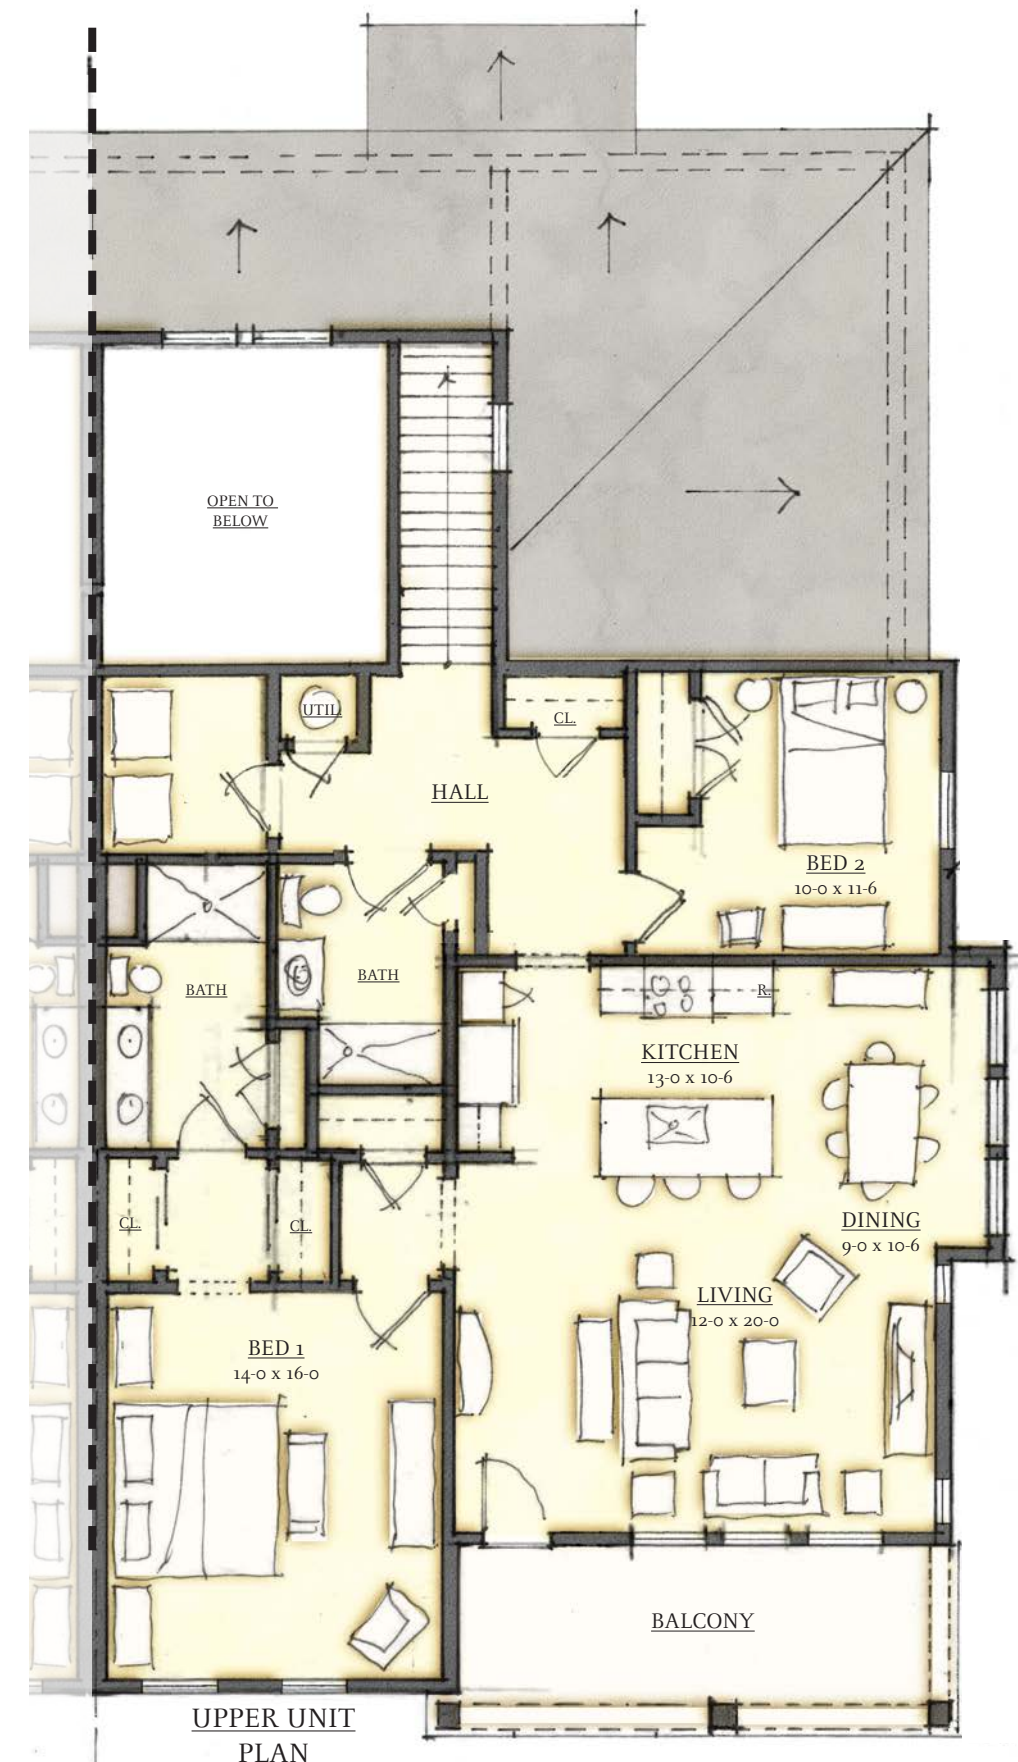 OPEN TO
BELOW
UTIL.
CL.
HALL
BED 2
10-0 x 11-6
BATH
BATH
R.
KITCHEN
13-0 x 10-6
CL.
CL.
DINING
9-0 x 10-6
LIVING
12-0 x 20-0
BED 1
14-0 x 16-0
BALCONY
UPPER UNIT
PLAN